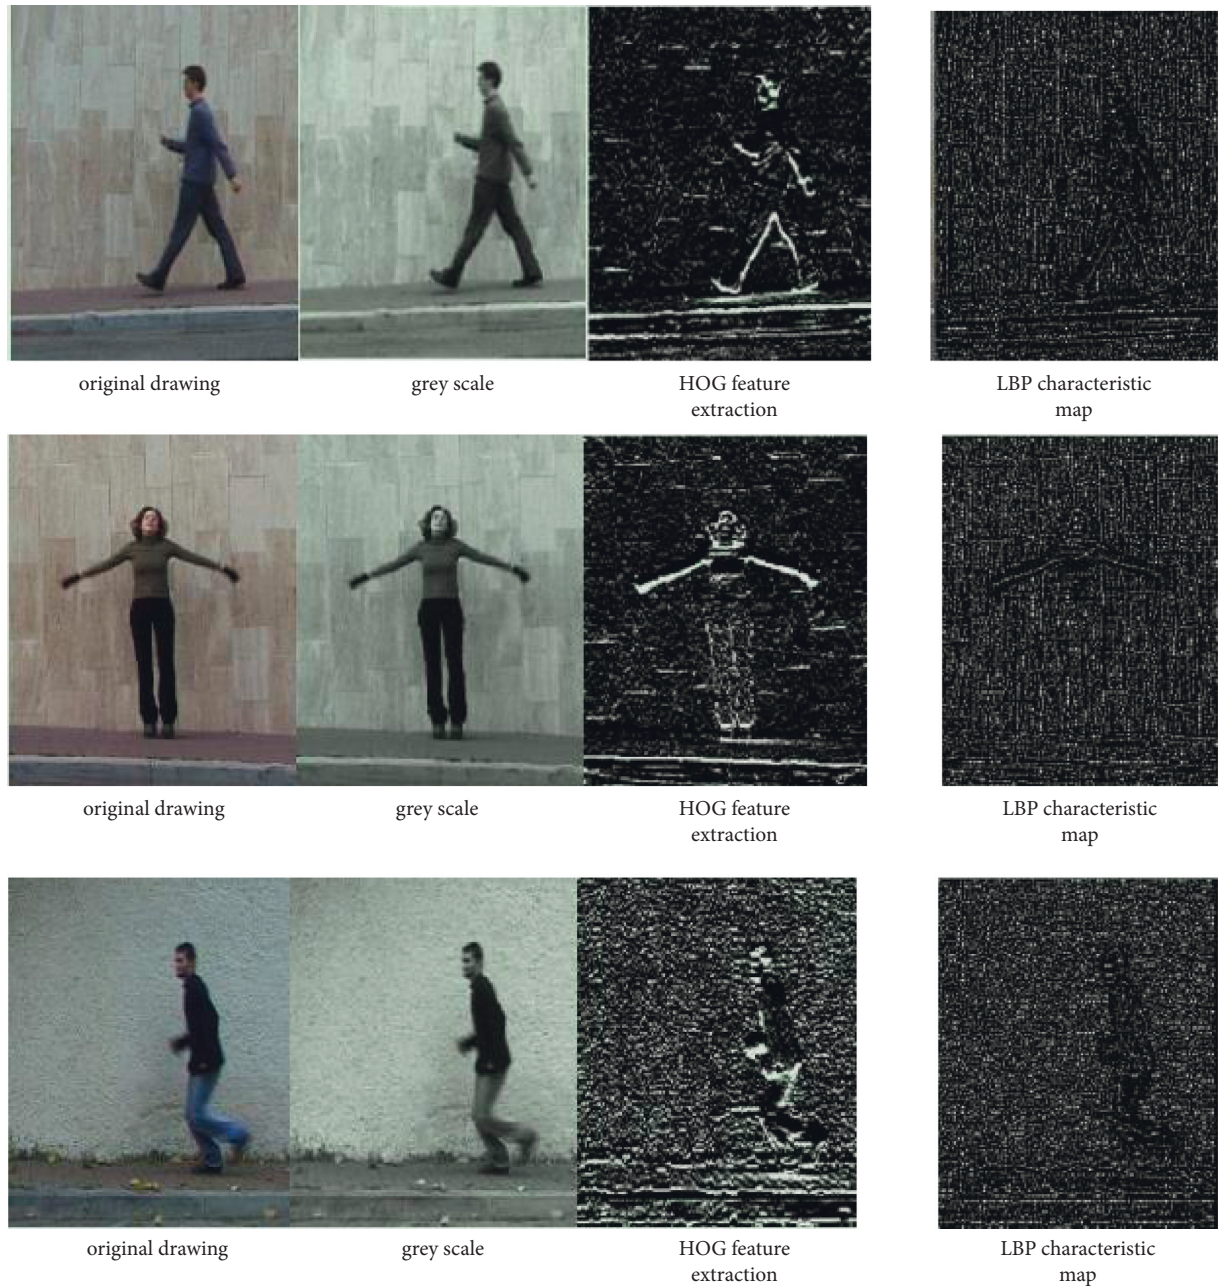 original drawing
grey scale
HOG feature
extraction
LBP characteristic
map
original drawing
grey scale
HOG feature
extraction
LBP characteristic
map
original drawing
grey scale
HOG feature
extraction
LBP characteristic
map